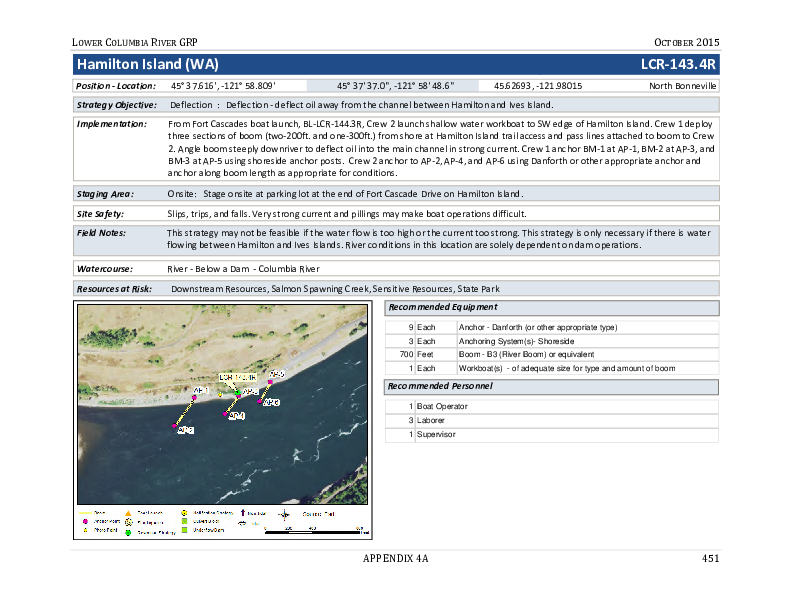 LOWER COLUMBIA RIVER GRP OCTOBER 2015
Hamilton Island (WA) LCR-143.4R
Position - Location: 45° 37.616', -121° 58.809' 45° 37'37.0", -121° 58'48.6" 45.62693, -121.98015 North Bonneville
Strategy Objective: Deflection : Deflection - deflect oil away from the channel between Hamilton and Ives Island.
Implementation: From Fort Cascades boat launch, BL-LCR-144.3R, Crew 2 launch shallow water workboat to SW edge of Hamilton Island. Crew 1 deploy
three sections of boom (two-200ft. and one-300ft.) from shore at Hamilton Island trail access and pass lines attached to boom to Crew
2. Angle boom steeply downriver to deflect oil into the main channel in strong current. Crew 1 anchor BM-1 at AP-1, BM-2 at AP-3, and
BM-3 at AP-5 using shoreside anchor posts. Crew 2 anchor to AP-2, AP-4, and AP-6 using Danforth or other appropriate anchor and
anchor along boom length as appropriate for conditions.
Staging Area: Onsite: Stage onsite at parking lot at the end of Fort Cascade Drive on Hamilton Island.
Site Safety: Slips, trips, and falls. Very strong current and pillings may make boat operations difficult.
Field Notes: This strategy may not be feasible if the water flow is too high or the current too strong. This strategy is only necessary if there is water
flowing between Hamilton and Ives Islands. River conditions in this location are solely dependent on dam operations.
Watercourse: River - Below a Dam - Columbia River
Resources at Risk: Downstream Resources, Salmon Spawning Creek, Sensitive Resources, State Park
Recommended Equipment
9 Each Anchor - Danforth (or other appropriate type)
3 Each Anchoring System(s)- Shoreside
700 Feet Boom - B3 (River Boom) or equivalent
1 Each Workboat(s) - of adequate size for type and amount of boom
Recommended Personnel
1 Boat Operator
3 Laborer
1 Supervisor
AP-5
LCR-143.4R
AP-1
AP-6
AP-4
APPENDIX 4A 451